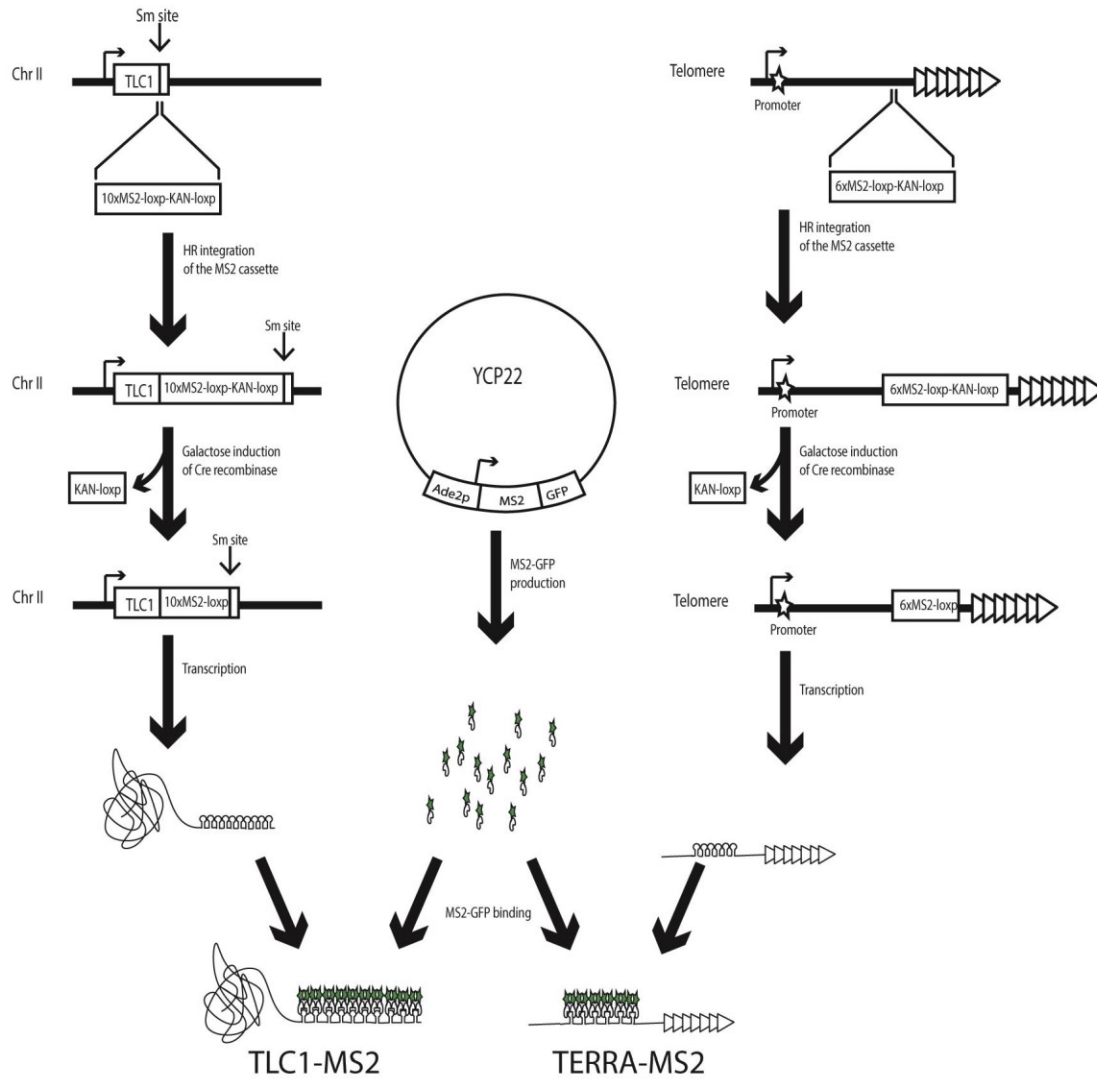 Sm site
Chr II
TLC1
10xMS2-loxp-KAN-loxp
HR integration
of the MS2 cassette
Sm site
Chr II
TLC1
10xMS2-loxp-KAN-loxp
Galactose induction
of Cre recombinase
KAN-loxp
Sm site
Chr II
TLC1
10xMS2-loxp
Transcription
YCP22
Ade2p
MS2
GFP
MS2-GFP
production
Telomere
Promoter
6xMS2-loxp-KAN-loxp
HR integration
of the MS2 cassette
Telomere
Promoter
6xMS2-loxp-KAN-loxp
Galactose induction
of Cre recombinase
KAN-loxp
Telomere
Promoter
6xMS2-loxp
Transcription
MS2-GFP binding
TLC1-MS2
TERRA-MS2